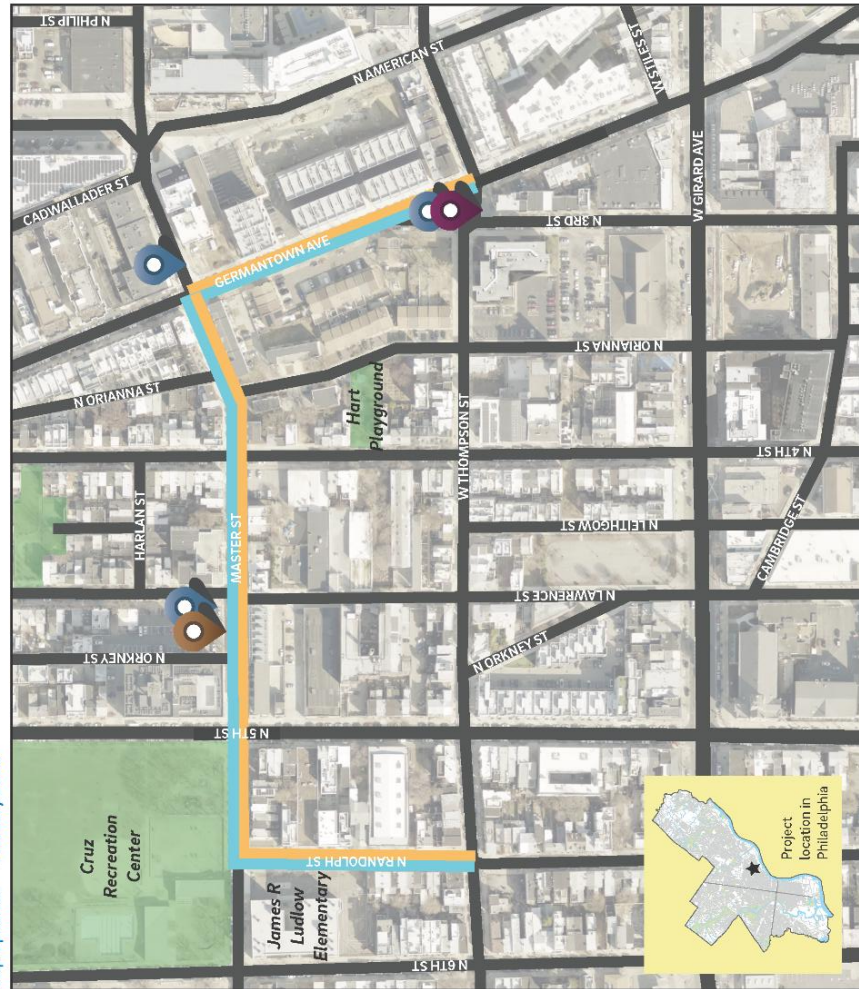 N PHILIP ST
N AMERICAN ST
W STILES ST
CADWALLADER ST
GERMANTOWN AVE
N 3RD ST
W GIRARD AVE
N ORIANNA ST
N ORIANNA ST
Hart
Playground
W THOMPSON ST
N 4TH ST
HARLAN ST
MASTER ST
N LEITHGOW ST
CAMBRIDGE ST
N LAWRENCE ST
N ORKNEY ST
N ORKNEY ST
N 5TH ST
Cruz
Recreation
Center
N RANDOLPH ST
James R
Ludlow
Elementary
N 6TH ST
Project
location in
Philadelphia